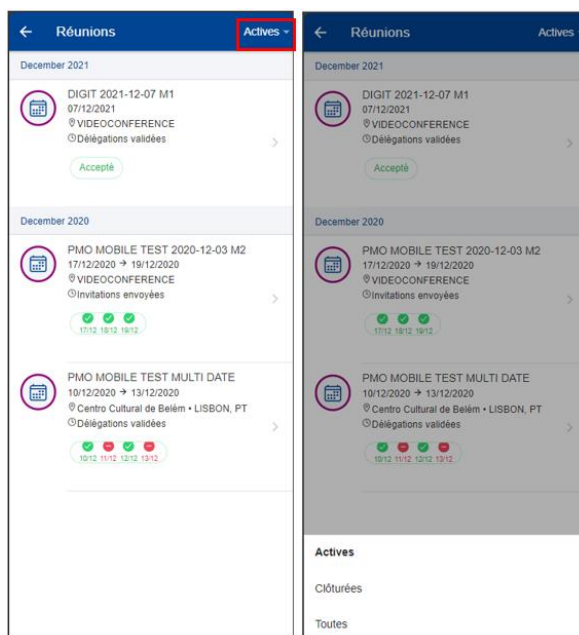 Réunions
Actives
December 2021
DIGIT 2021-12-07 M1
07/12/2021
VIDEOCONFERENCE
Délégations validées
Accepté
December 2020
PMO MOBILE TEST 2020-12-03 M2
17/12/2020 → 19/12/2020
VIDEOCONFERENCE
Invitations envoyées
17/12 18/12 19/12
PMO MOBILE TEST MULTI DATE
10/12/2020 → 13/12/2020
Centro Cultural de Belém • LISBON, PT
Délégations validées
10/12 11/12 12/12 13/12
Réunions
Actives
December 2021
DIGIT 2021-12-07 M1
07/12/2021
VIDEOCONFERENCE
Délégations validées
Accepté
December 2020
PMO MOBILE TEST 2020-12-03 M2
17/12/2020 → 19/12/2020
VIDEOCONFERENCE
Invitations envoyées
17/12 18/12 19/12
PMO MOBILE TEST MULTI DATE
10/12/2020 → 13/12/2020
Centro Cultural de Belém • LISBON, PT
Délégations validées
10/12 11/12 12/12 13/12
Actives
Clôturées
Toutes